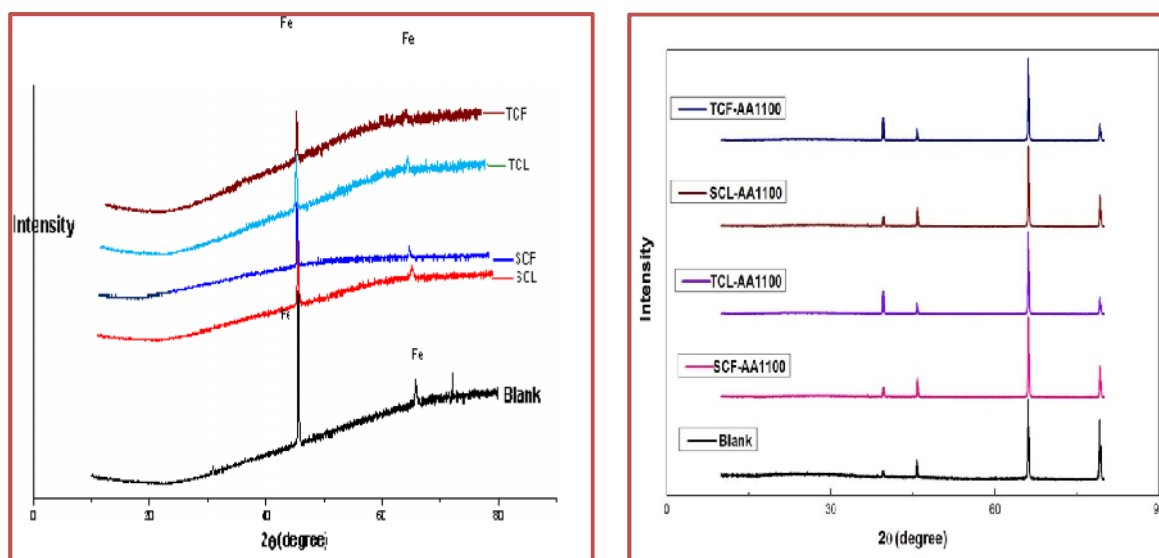 Fe
Fe
TCF
TCL
Intensity
SCF
SCL
Fe
Fe
Blank
0
20
40
60
80
2θ(degree)
TCF-AA1100
SCL-AA1100
TCL-AA1100
SCF-AA1100
Blank
Intensity
0
30
60
9
2θ (degree)